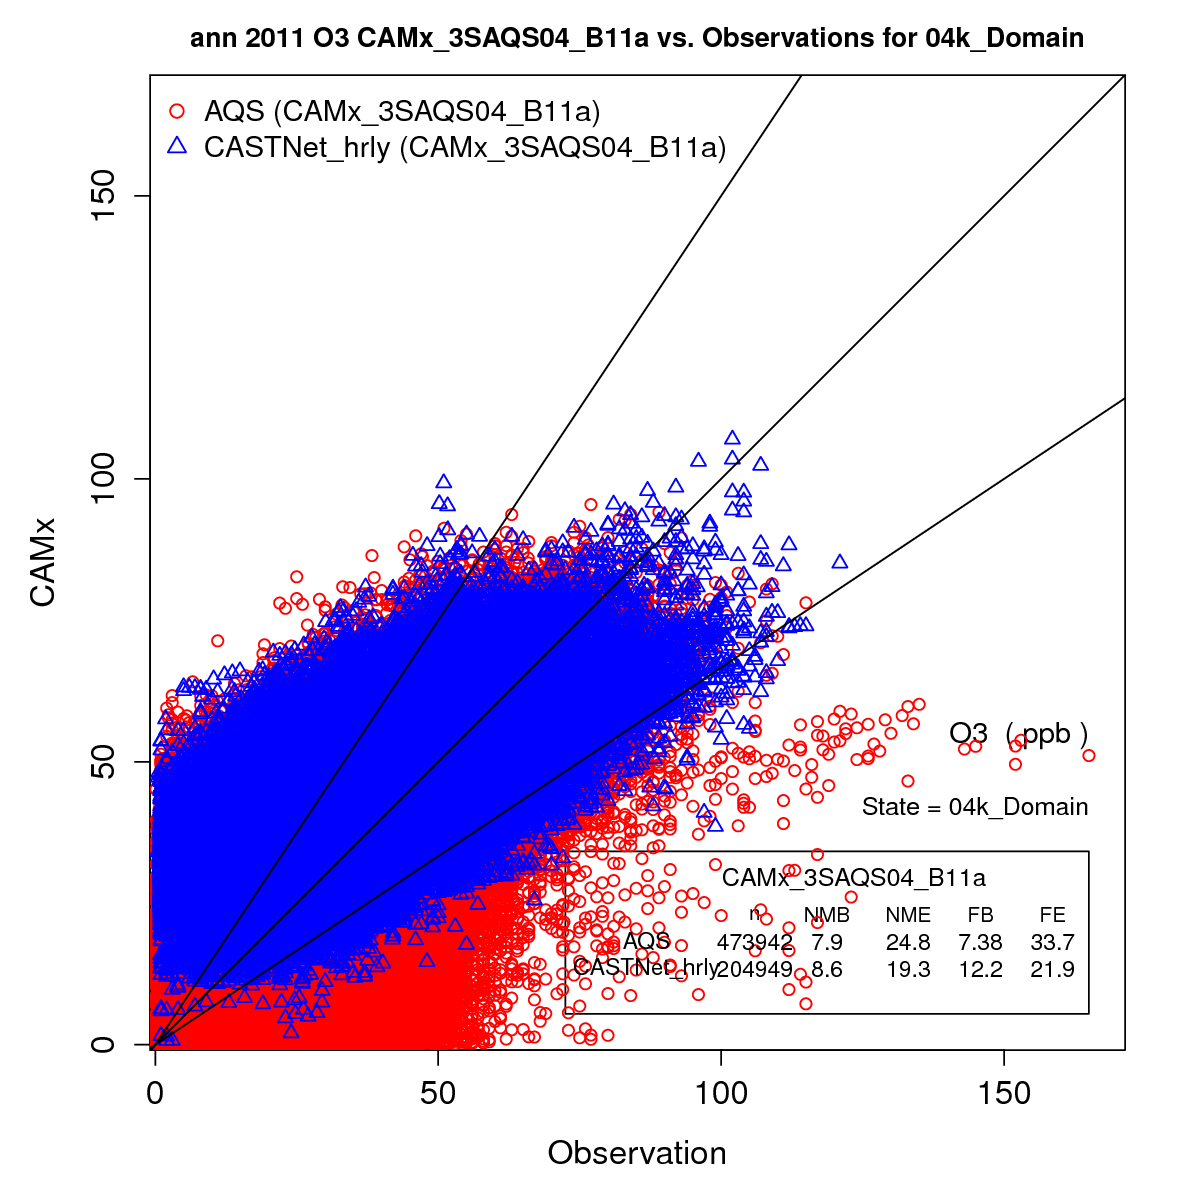 ann 2011 O3 CAMx_3SAQS04_B11a vs. Observations for 04k_Domain
AQS (CAMx_3SAQS04_B11a)
CASTNet_hrly (CAMx_3SAQS04_B11a)
150
100
50
0
CAMx
O3 ( ppb )
State = 04k_Domain
CAMx_3SAQS04_B11a
n NMB NME FB FE
AQS 473942 7.9 24.8 7.38 33.7
CASTNet_hrly 204949 8.6 19.3 12.2 21.9
0 50 100 150
Observation